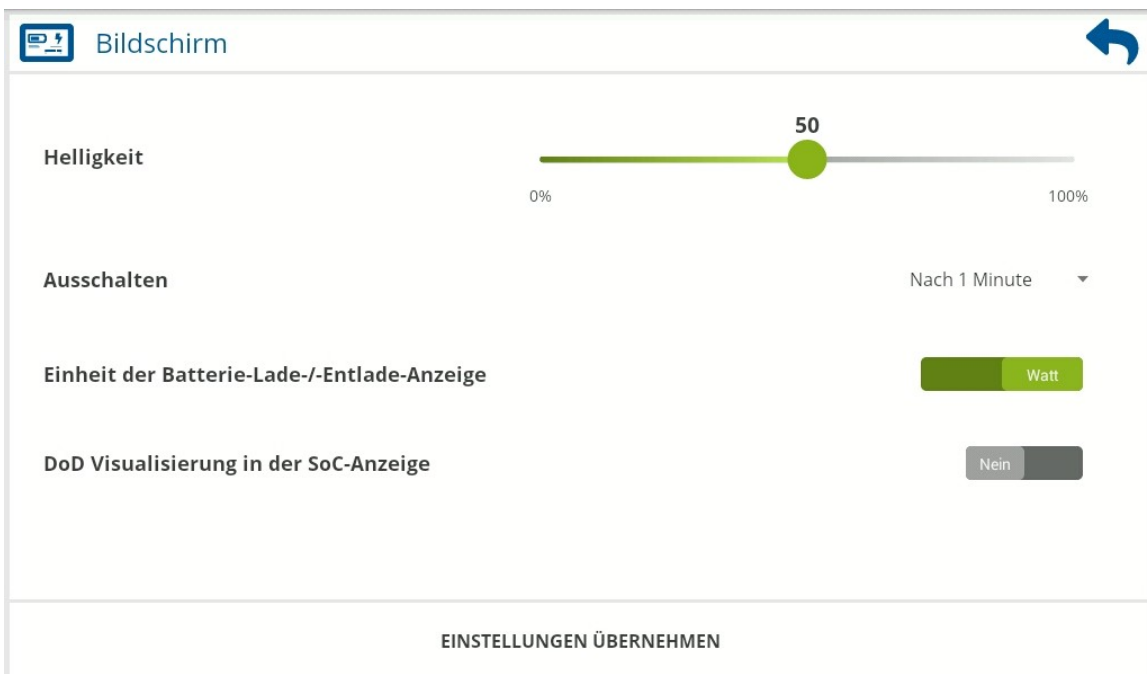 Bildschirm
50
Helligkeit
0% 100%
Ausschalten Nach 1 Minute
Einheit der Batterie-Lade-/-Entlade-Anzeige Watt
DoD Visualisierung in der SoC-Anzeige Nein
EINSTELLUNGEN ÜBERNEHMEN